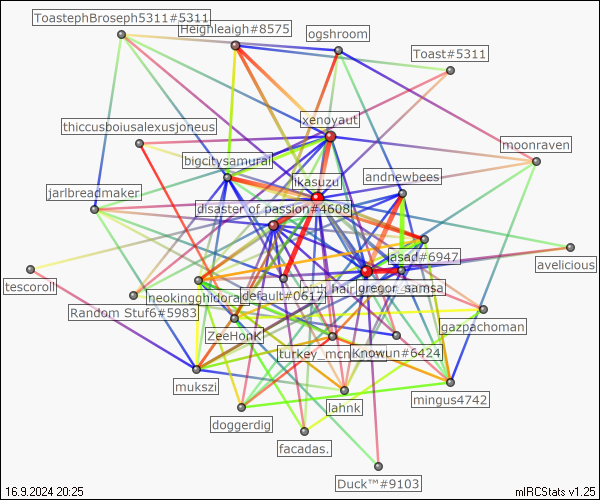 ToastephBroseph5311#5311
Heighleaigh#8575
ogshroom
Toast#5311
xenoyaut
thiccusboiusalexusjoneus
moonraven
bigcitysamurai
andnewbees
ikasuzu
jarlbreadmaker
disaster of passion#4608
asad#6947
avelicious
tescoroll
hair
gregor_samsa
neokingghidora
default#0617
Random Stuf6#5983
gazpachoman
ZeeHonK
turkey_mcn
Knowun#6424
mukszi
lahnk
mingus4742
doggerdig
facadas.
Duck™#9103
16.9.2024 20:25
mIRCStats v1.25